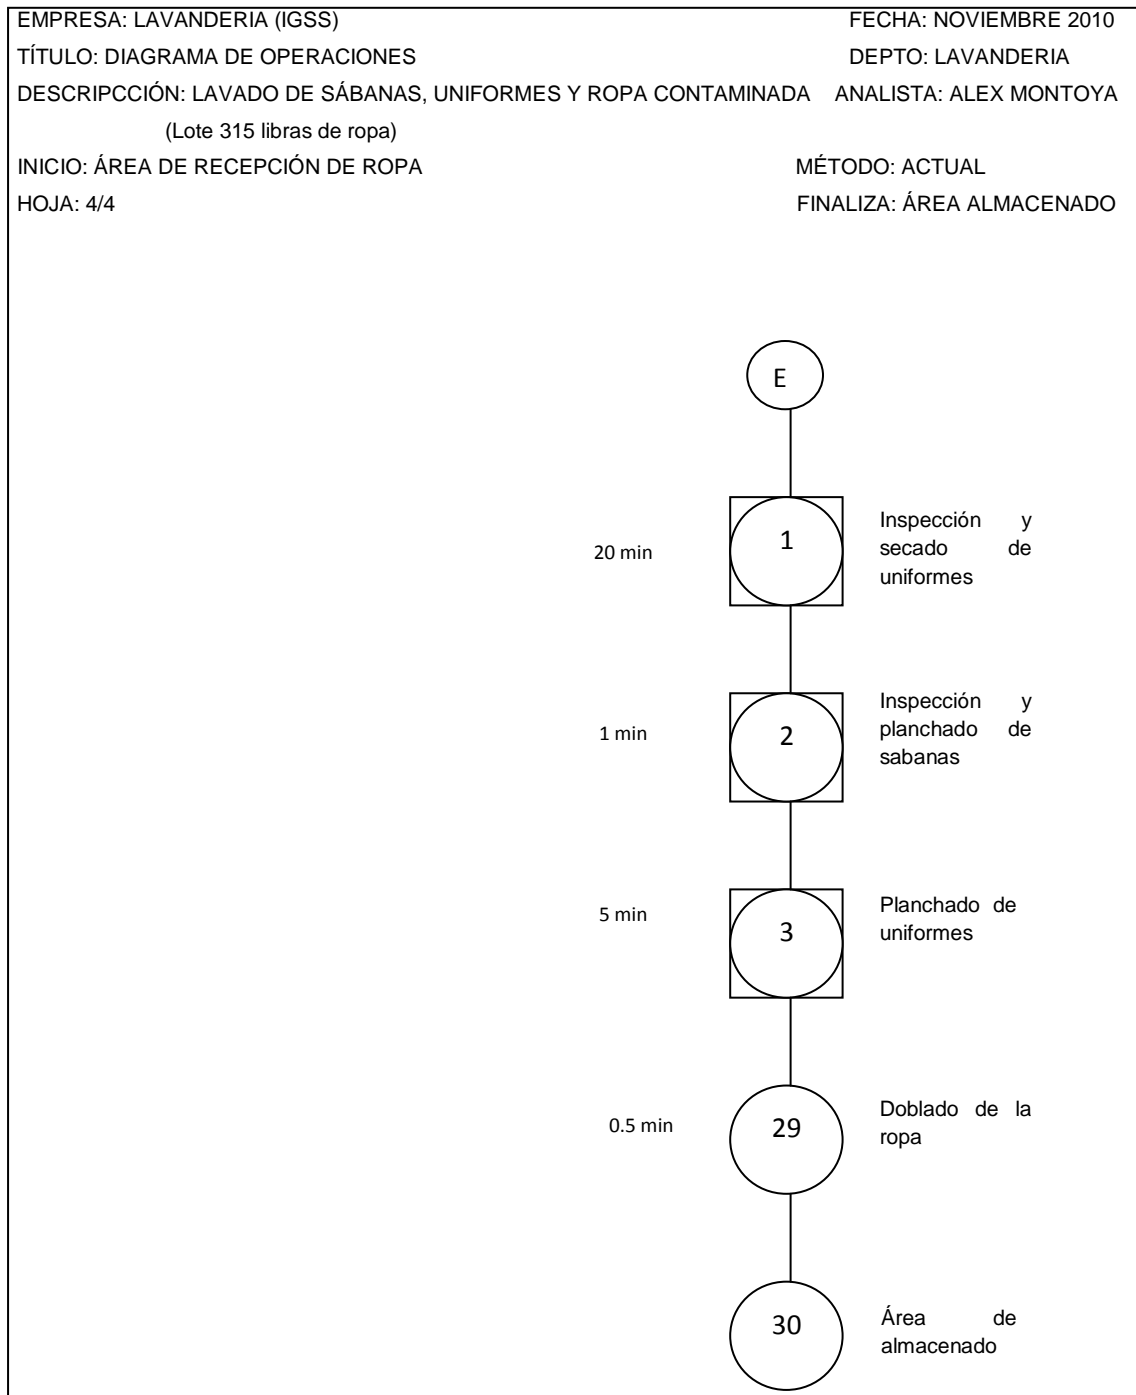 EMPRESA: LAVANDERIA (IGSS) FECHA: NOVIEMBRE 2010
TÍTULO: DIAGRAMA DE OPERACIONES DEPTO: LAVANDERIA
DESCRIPCCIÓN: LAVADO DE SÁBANAS, UNIFORMES Y ROPA CONTAMINADA ANALISTA: ALEX MONTOYA
(Lote 315 libras de ropa)
INICIO: ÁREA DE RECEPCIÓN DE ROPA MÉTODO: ACTUAL
HOJA: 4/4 FINALIZA: ÁREA ALMACENADO
E
20 min
1
Inspección y
secado de
uniformes
1 min
2
Inspección y
planchado de
sabanas
5 min
3
Planchado de
uniformes
0.5 min
29
Doblado de la
ropa
30
Área de
almacenado